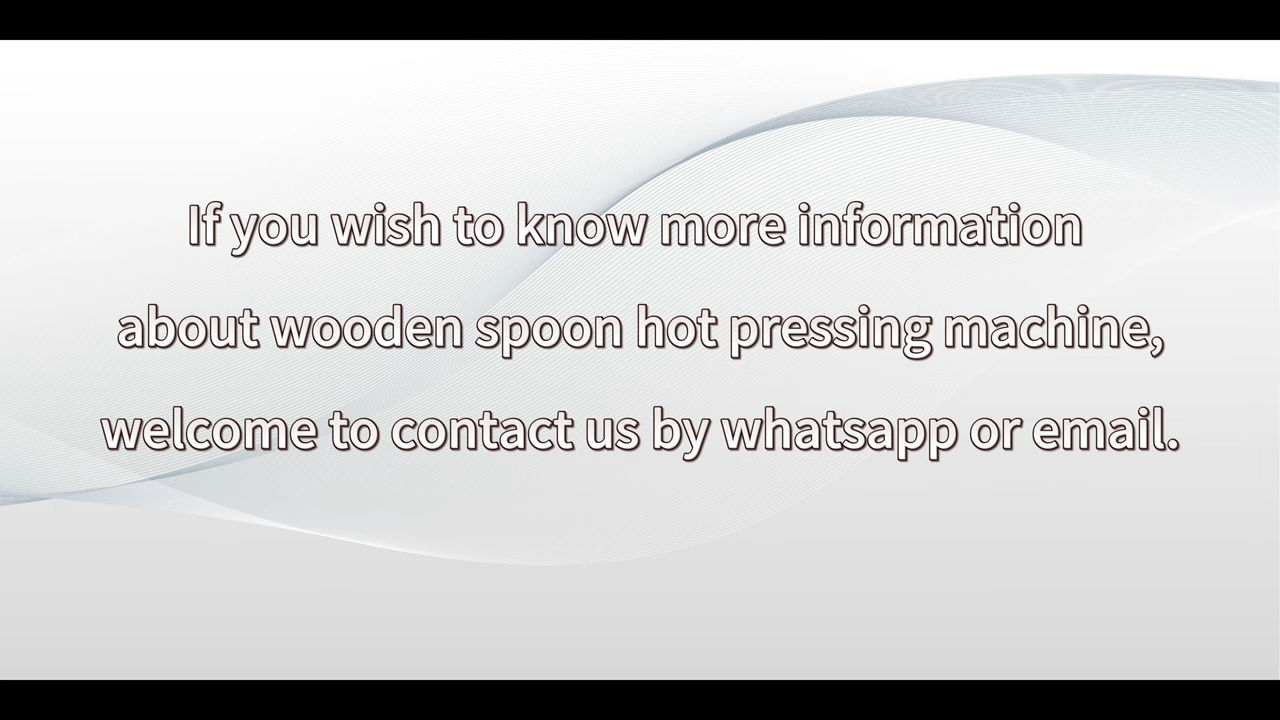 If you wish to know more information
about wooden spoon hot pressing machine,
welcome to contact us by whatsapp or email.